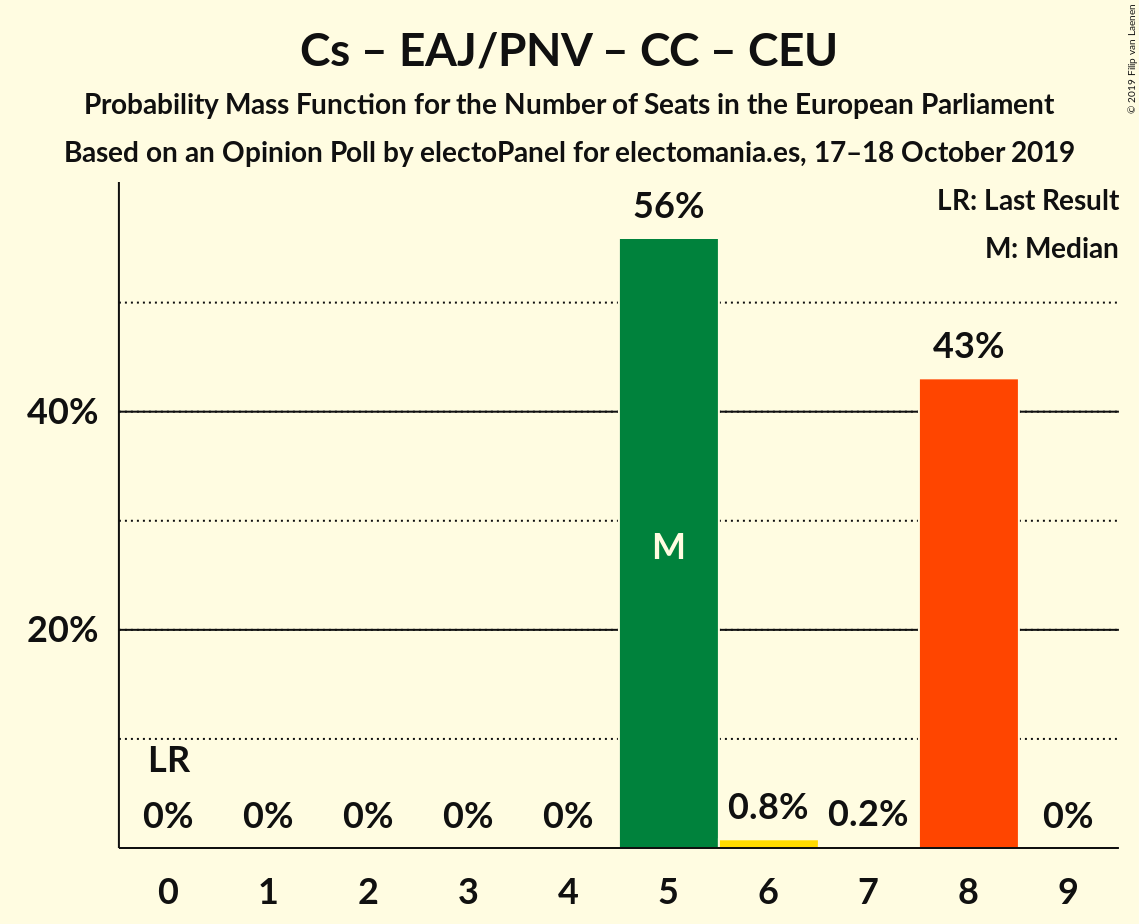 Cs – EAJ/PNV – CC – CEU
Probability Mass Function for the Number of Seats in the European Parliament
Based on an Opinion Poll by electoPanel for electomania.es, 17–18 October 2019
© 2019 Filip van Laenen
LR: Last Result
M: Median
56%
43%
40%
M
20%
LR
0% 0% 0% 0% 0% 0.8% 0.2% 0%
0 1 2 3 4 5 6 7 8 9